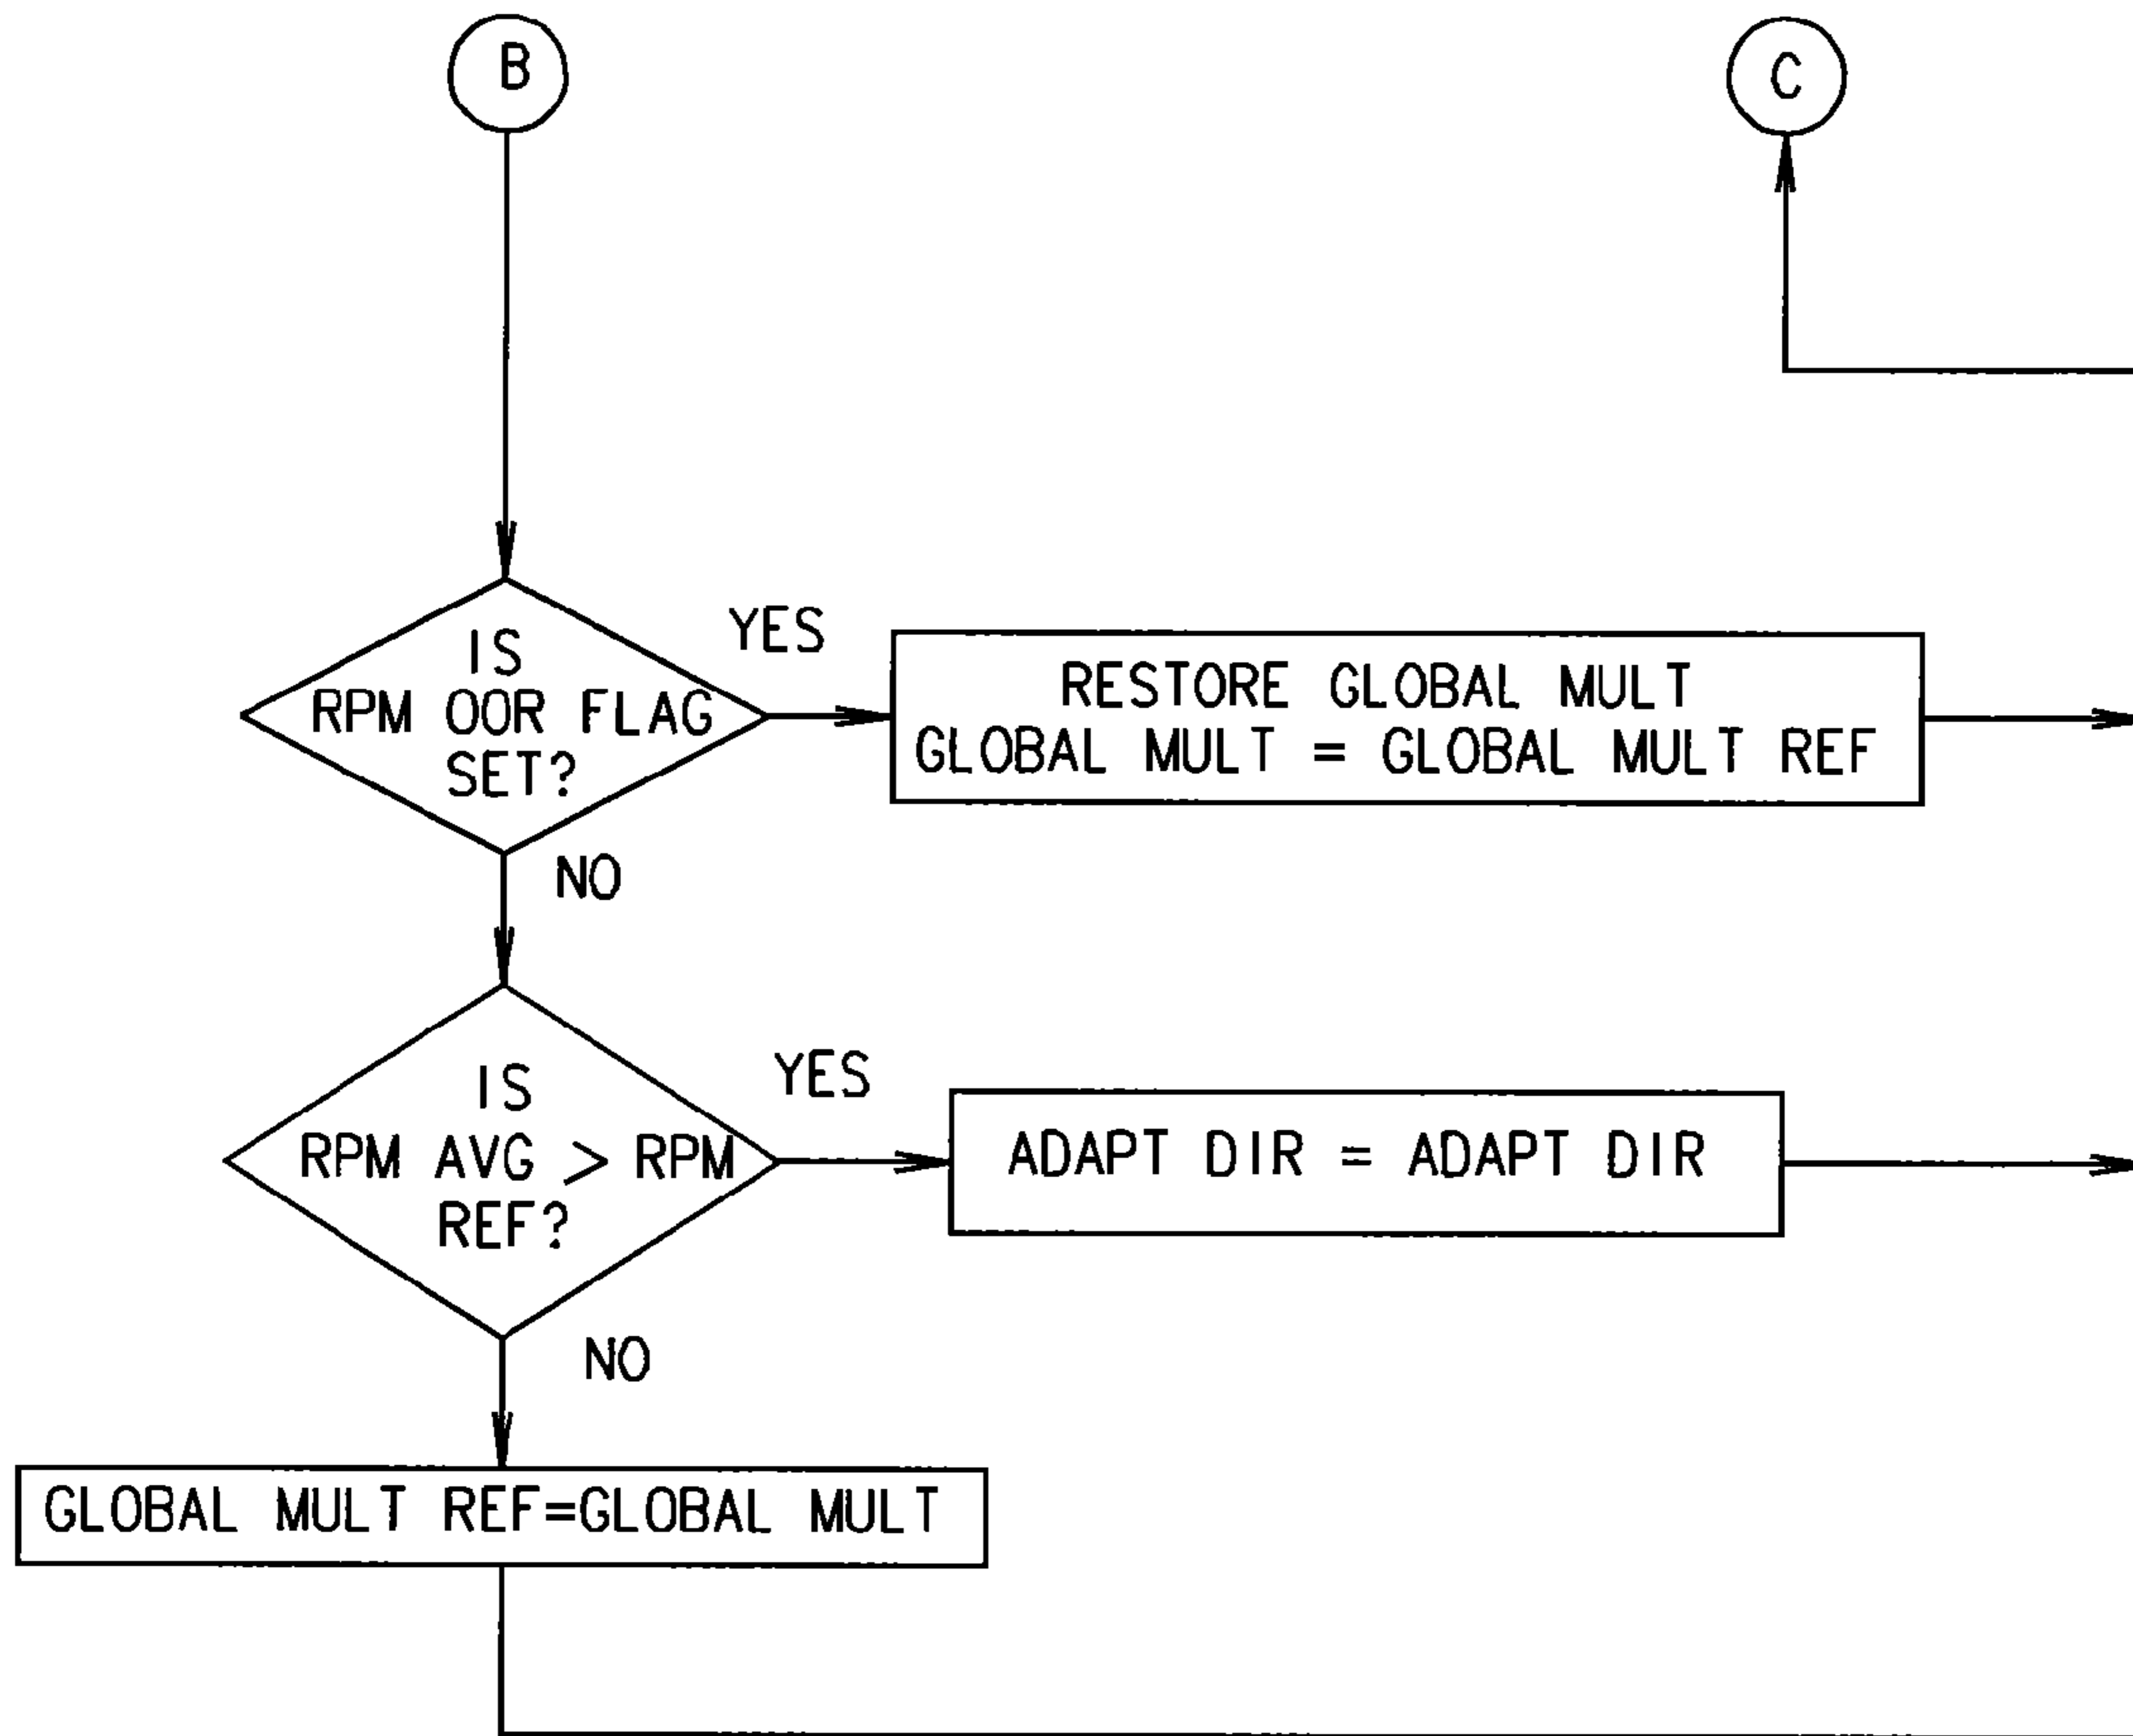 B
C
IS
RPM OOR FLAG
SET?
YES
RESTORE GLOBAL MULT
GLOBAL MULT = GLOBAL MULT REF
NO
IS
RPM AVG > RPM
REF?
YES
ADAPT DIR = ADAPT DIR
NO
GLOBAL MULT REF=GLOBAL MULT